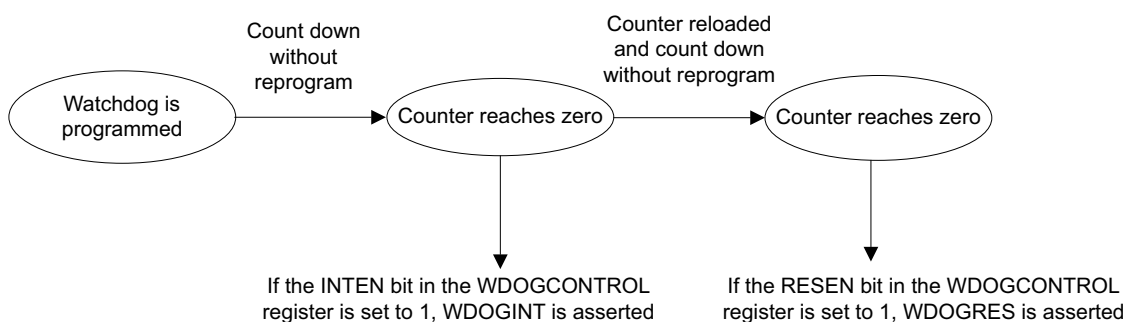 Count down
without
reprogram
Counter reloaded
and count down
without reprogram
Watchdog is
programmed
Counter reaches zero
Counter reaches zero
If the INTEN bit in the WDOGCONTROL
register is set to 1, WDOGINT is asserted
If the RESEN bit in the WDOGCONTROL
register is set to 1, WDOGRES is asserted